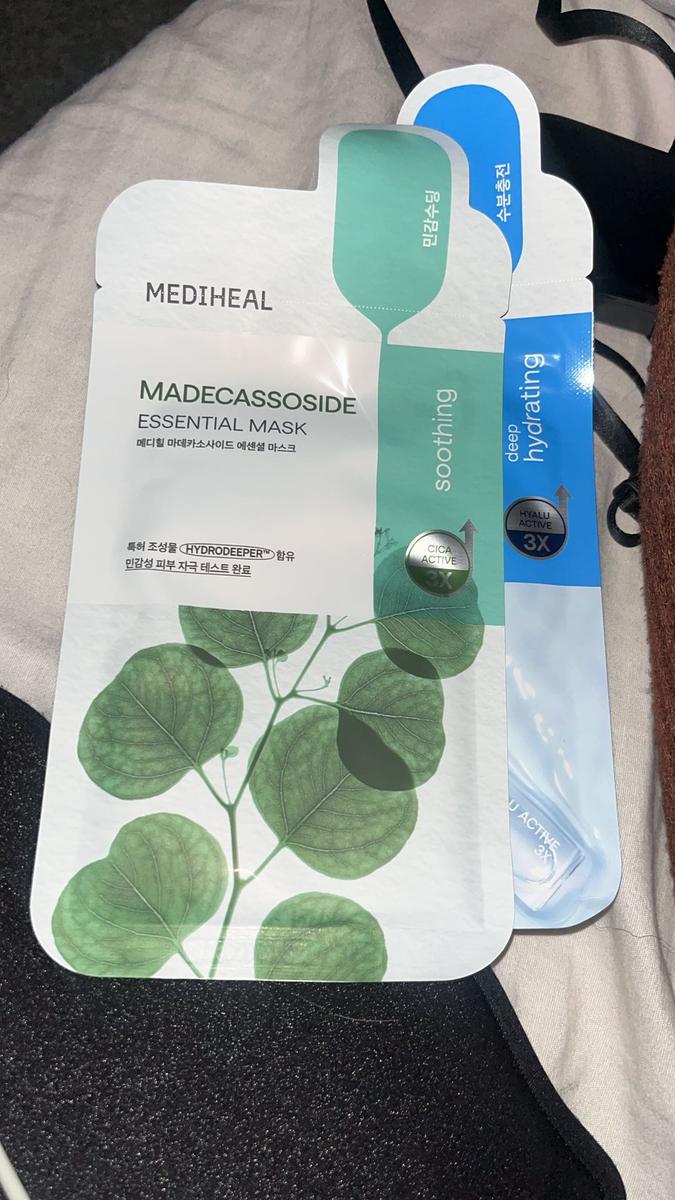 민감수딩
MEDIHEAL
MADECASSOSIDE
ESSENTIAL MASK
메디힐 마데카소사이드 에센셜 마스크
soothing
특허 조성물 HYDRODEEPER™ 함유
민감성 피부 자극 테스트 완료
CICA
ACTIVE
3X
수분충전
deep
hydrating
HYALU
ACTIVE
3X
U ACTIVE
3X